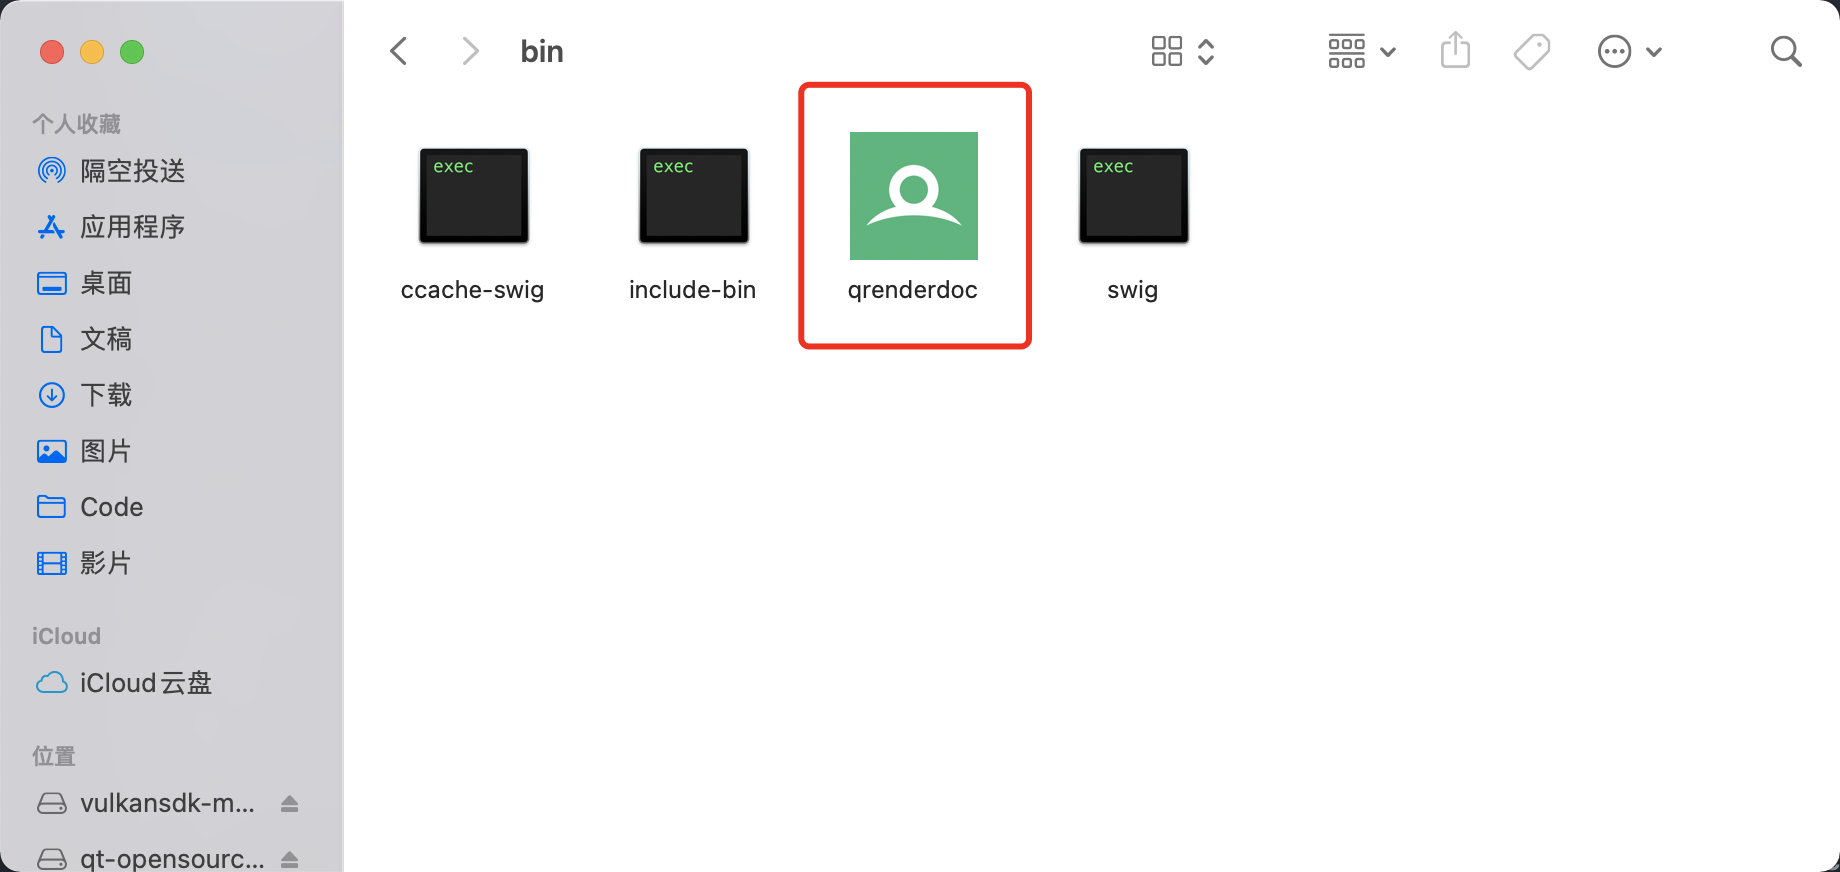 bin
个人收藏
隔空投送
应用程序
桌面
文稿
下载
图片
Code
影片
iCloud
iCloud云盘
位置
vulkansdk-m...
qt-opensourc...
exec
ccache-swig
exec
include-bin
qrenderdoc
exec
swig